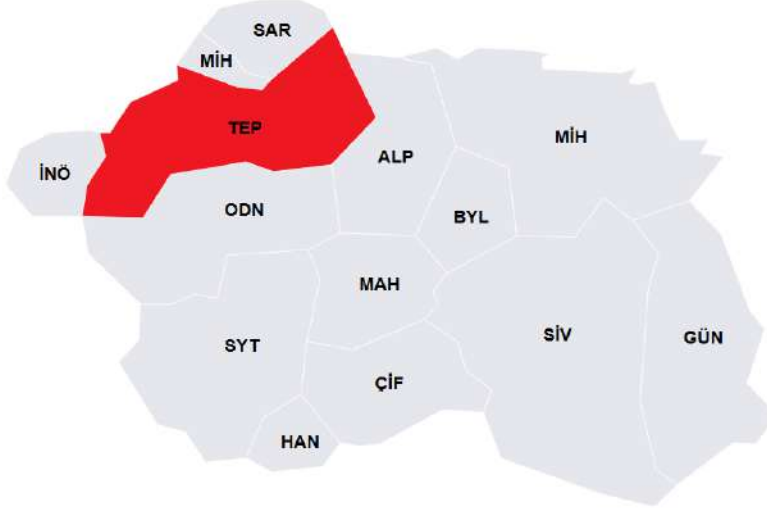 SAR
MİH
TEP
MİH
ALP
İNÖ
ODN
BYL
MAH
SİV
GÜN
SYT
ÇİF
HAN